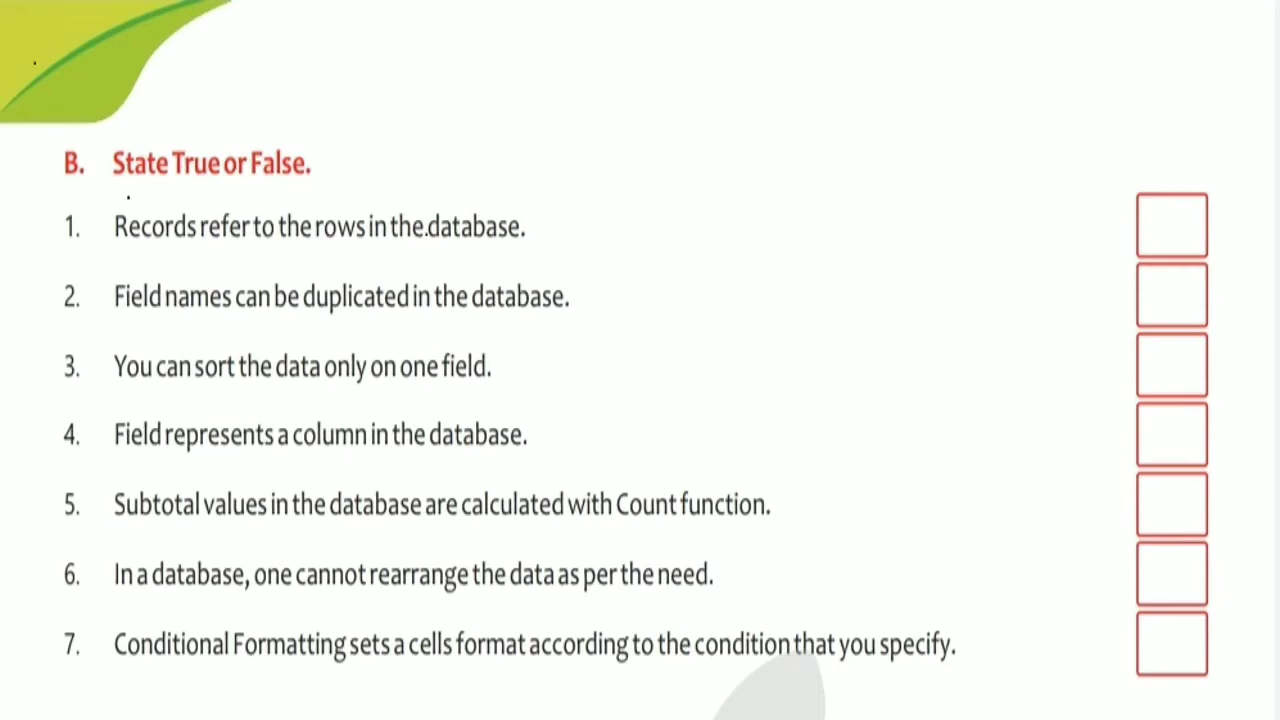 B. State True or False.
1. Records refer to the rows in the.database.
2. Field names can be duplicated in the database.
3. You can sort the data only on one field.
4. Field represents a column in the database.
5. Subtotal values in the database are calculated with Count function.
6. In a database, one cannot rearrange the data as per the need.
7. Conditional Formatting sets a cells format according to the condition that you specify.